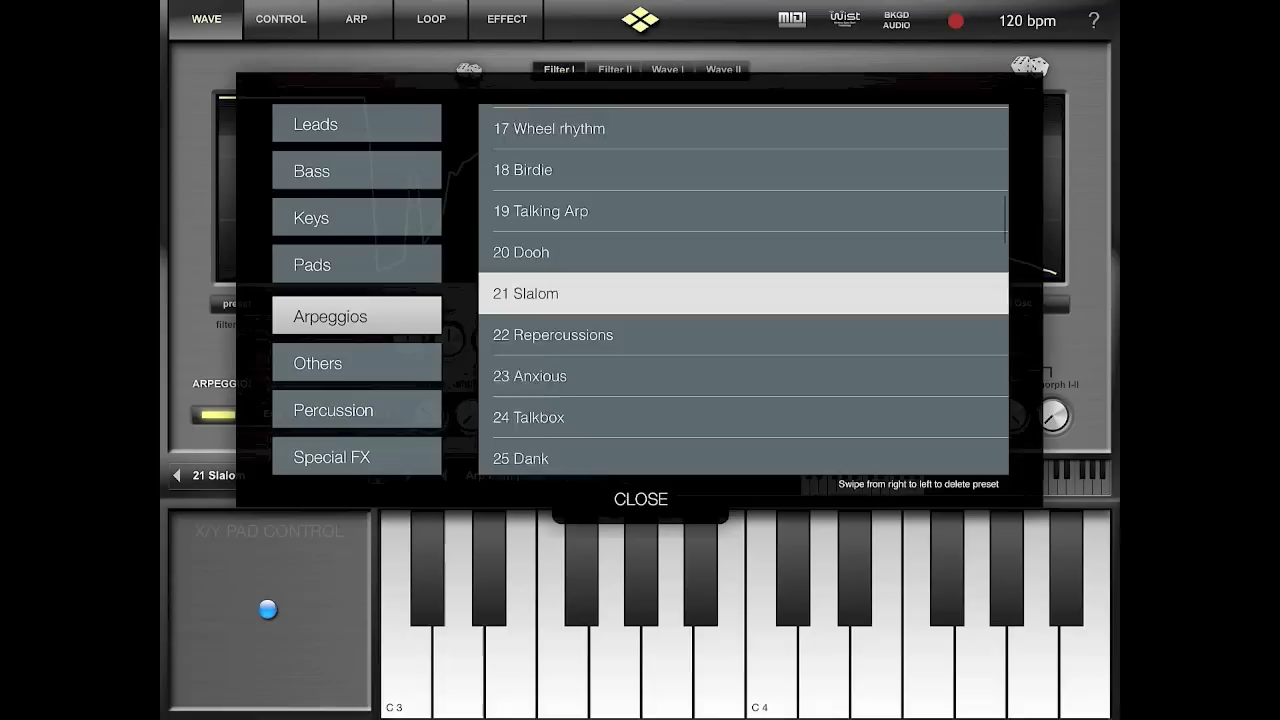 WAVE CONTROL ARP LOOP EFFECT MIDI WIST BKGD AUDIO 120 bpm ?
Filter I Filter II Wave I Wave II
Leads
Bass
Keys
Pads
Arpeggios
Others
Percussion
Special FX
17 Wheel rhythm
18 Birdie
19 Talking Arp
20 Dooh
21 Slalom
22 Repercussions
23 Anxious
24 Talkbox
25 Dank
Swipe from right to left to delete preset
CLOSE
ARPEGGIO
21 Slalom
X/Y PAD CONTROL
C 3 C 4